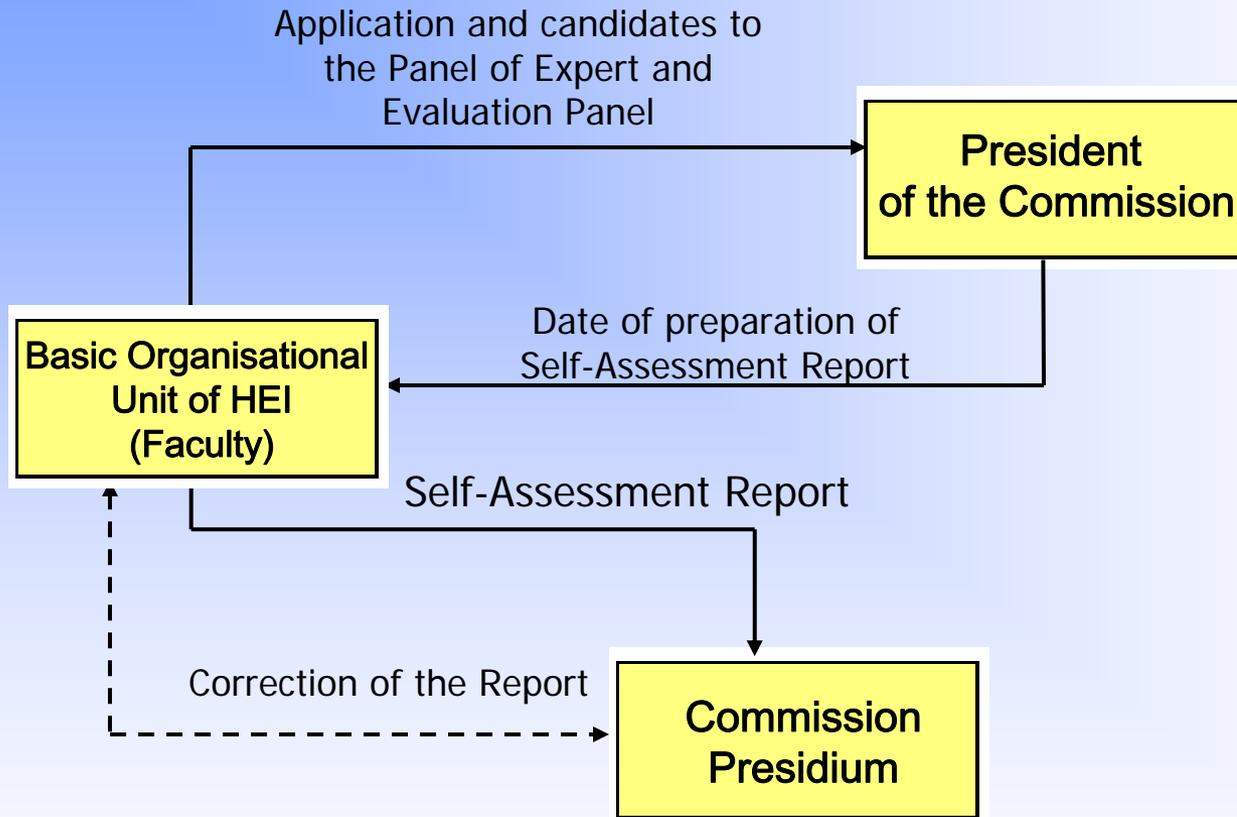 Application and candidates to
the Panel of Expert and
Evaluation Panel
President
of the Commission
Date of preparation of
Self-Assessment Report
Basic Organisational
Unit of HEI
(Faculty)
Self-Assessment Report
Correction of the Report
Commission
Presidium